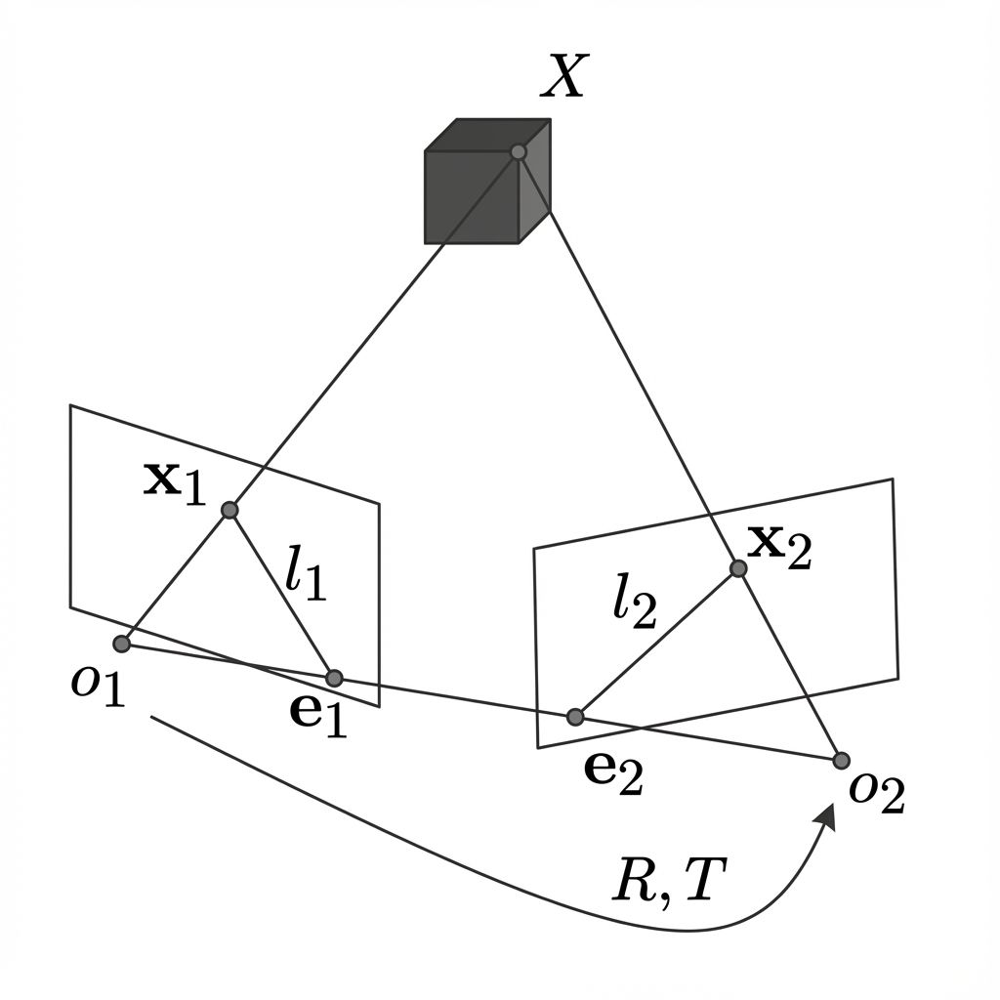 X
x₁
l₁
x₂
l₂
o₁
e₁
e₂
o₂
R, T